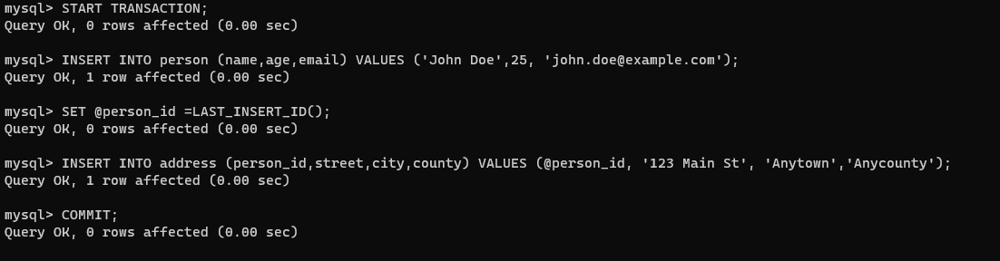 mysql> START TRANSACTION;
Query OK, 0 rows affected (0.00 sec)
mysql> INSERT INTO person (name,age,email) VALUES ('John Doe',25, 'john.doe@example.com');
Query OK, 1 row affected (0.00 sec)
mysql> SET @person_id =LAST_INSERT_ID();
Query OK, 0 rows affected (0.00 sec)
mysql> INSERT INTO address (person_id,street,city,county) VALUES (@person_id, '123 Main St', 'Anytown','Anycounty');
Query OK, 1 row affected (0.00 sec)
mysql> COMMIT;
Query OK, 0 rows affected (0.00 sec)